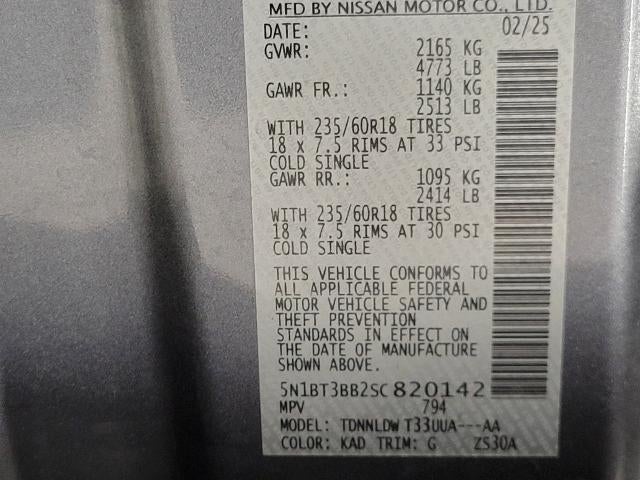 MFD BY NISSAN MOTOR CO., LTD.
DATE: 02/25
GVWR: 2165 KG
4773 LB
GAWR FR.: 1140 KG
2513 LB
WITH 235/60R18 TIRES
18 x 7.5 RIMS AT 33 PSI
COLD SINGLE
GAWR RR.: 1095 KG
2414 LB
WITH 235/60R18 TIRES
18 x 7.5 RIMS AT 30 PSI
COLD SINGLE
THIS VEHICLE CONFORMS TO
ALL APPLICABLE FEDERAL
MOTOR VEHICLE SAFETY AND
THEFT PREVENTION
STANDARDS IN EFFECT ON
THE DATE OF MANUFACTURE
SHOWN ABOVE.
5N1BT3BB2SC820142
MPV 794
MODEL: TDNNLDW T33UUA---AA
COLOR: KAD TRIM: G ZS30A